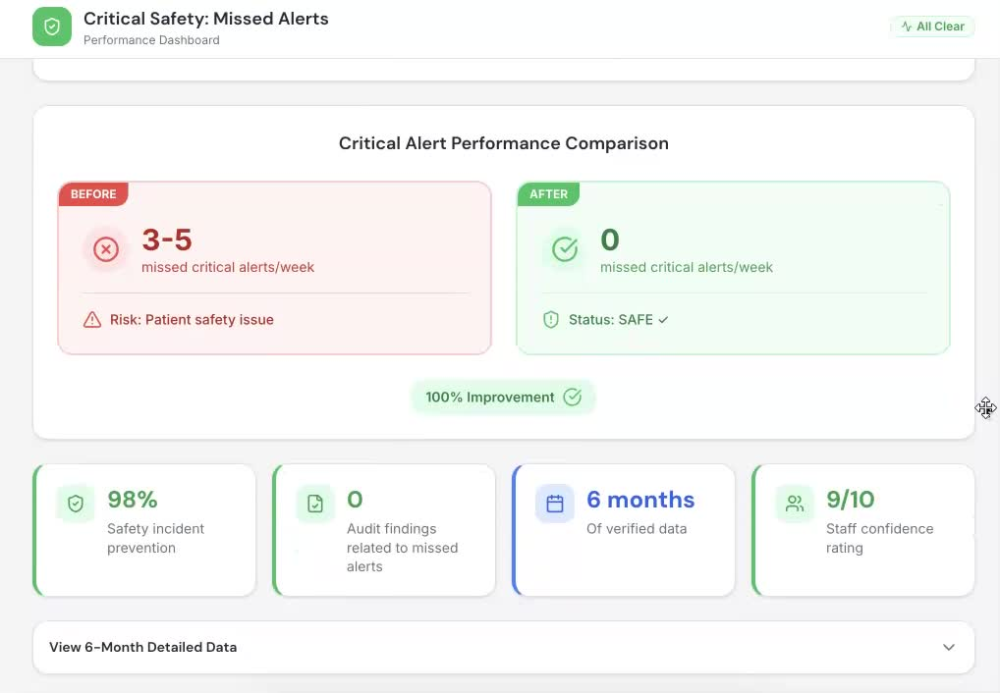 Critical Safety: Missed Alerts
Performance Dashboard
All Clear
Critical Alert Performance Comparison
BEFORE
3-5
missed critical alerts/week
Risk: Patient safety issue
AFTER
0
missed critical alerts/week
Status: SAFE ✓
100% Improvement
98%
Safety incident
prevention
0
Audit findings
related to missed
alerts
6 months
Of verified data
9/10
Staff confidence
rating
View 6-Month Detailed Data